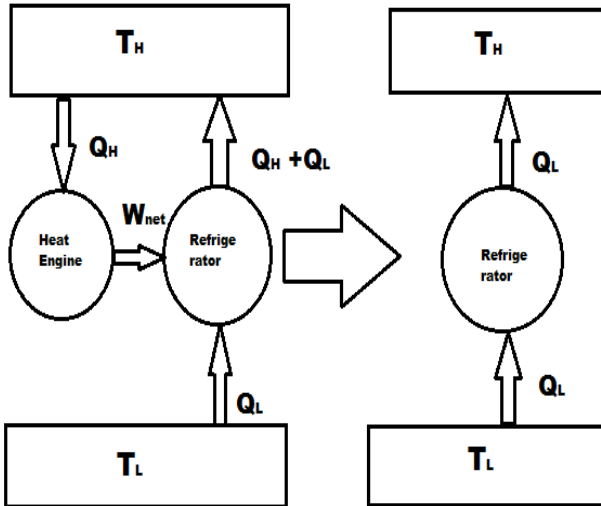 TH
TH
QH
QH +QL
QL
Wnet
Heat
Engine
Refrige
rator
Refrige
rator
QL
QL
TL
TL